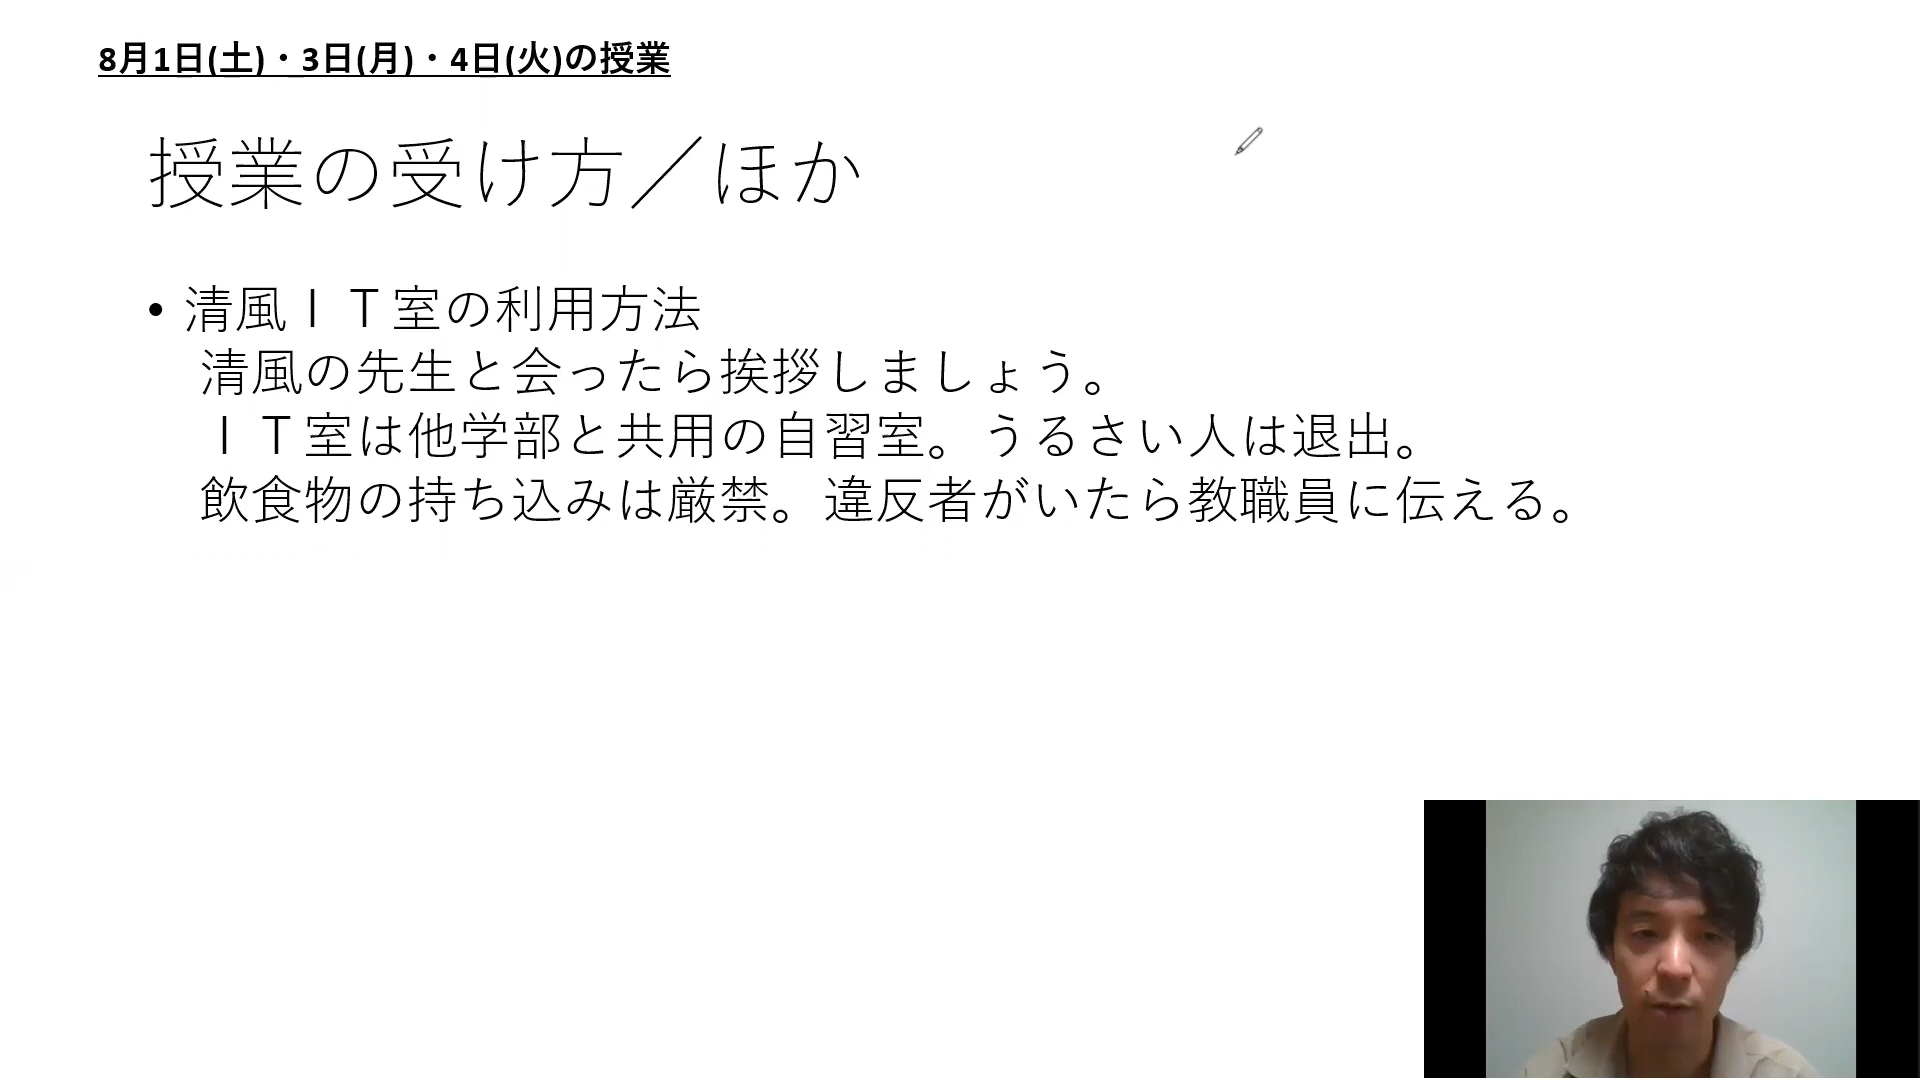 8月1日(土)・3日(月)・4日(火)の授業
授業の受け方／ほか
• 清風ＩＴ室の利用方法
清風の先生と会ったら挨拶しましょう。
ＩＴ室は他学部と共用の自習室。うるさい人は退出。
飲食物の持ち込みは厳禁。違反者がいたら教職員に伝える。